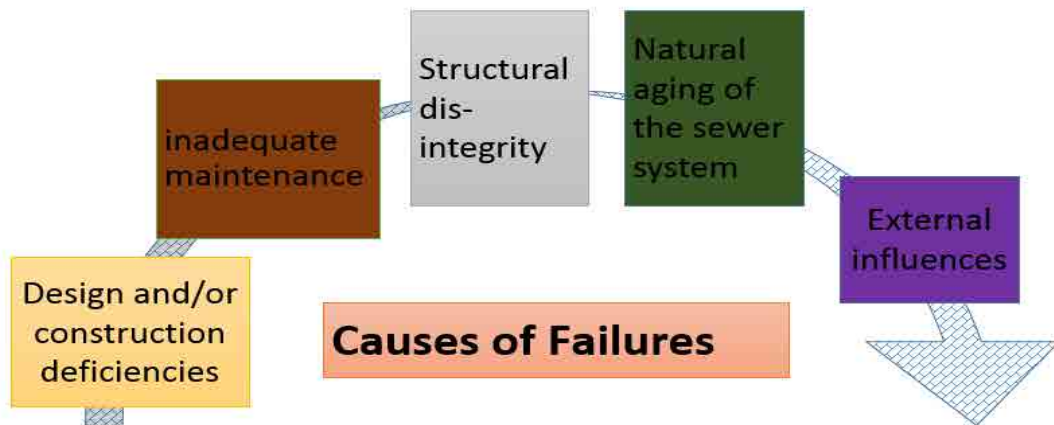 Design and/or
construction
deficiencies
inadequate
maintenance
Structural
dis-
integrity
Natural
aging of
the sewer
system
External
influences
Causes of Failures